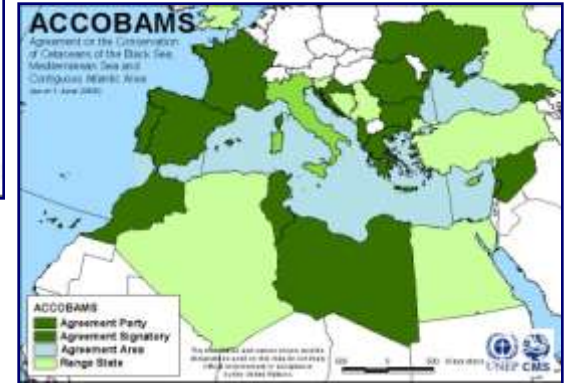 ACCOBAMS
Agreement on the Conservation
of Cetaceans of the Black Sea
Mediterranean Sea and
Contiguous Atlantic Area
ACCOBAMS
Agreement Party
Agreement Signatory
Agreement Area
Range State
UNEP CMS